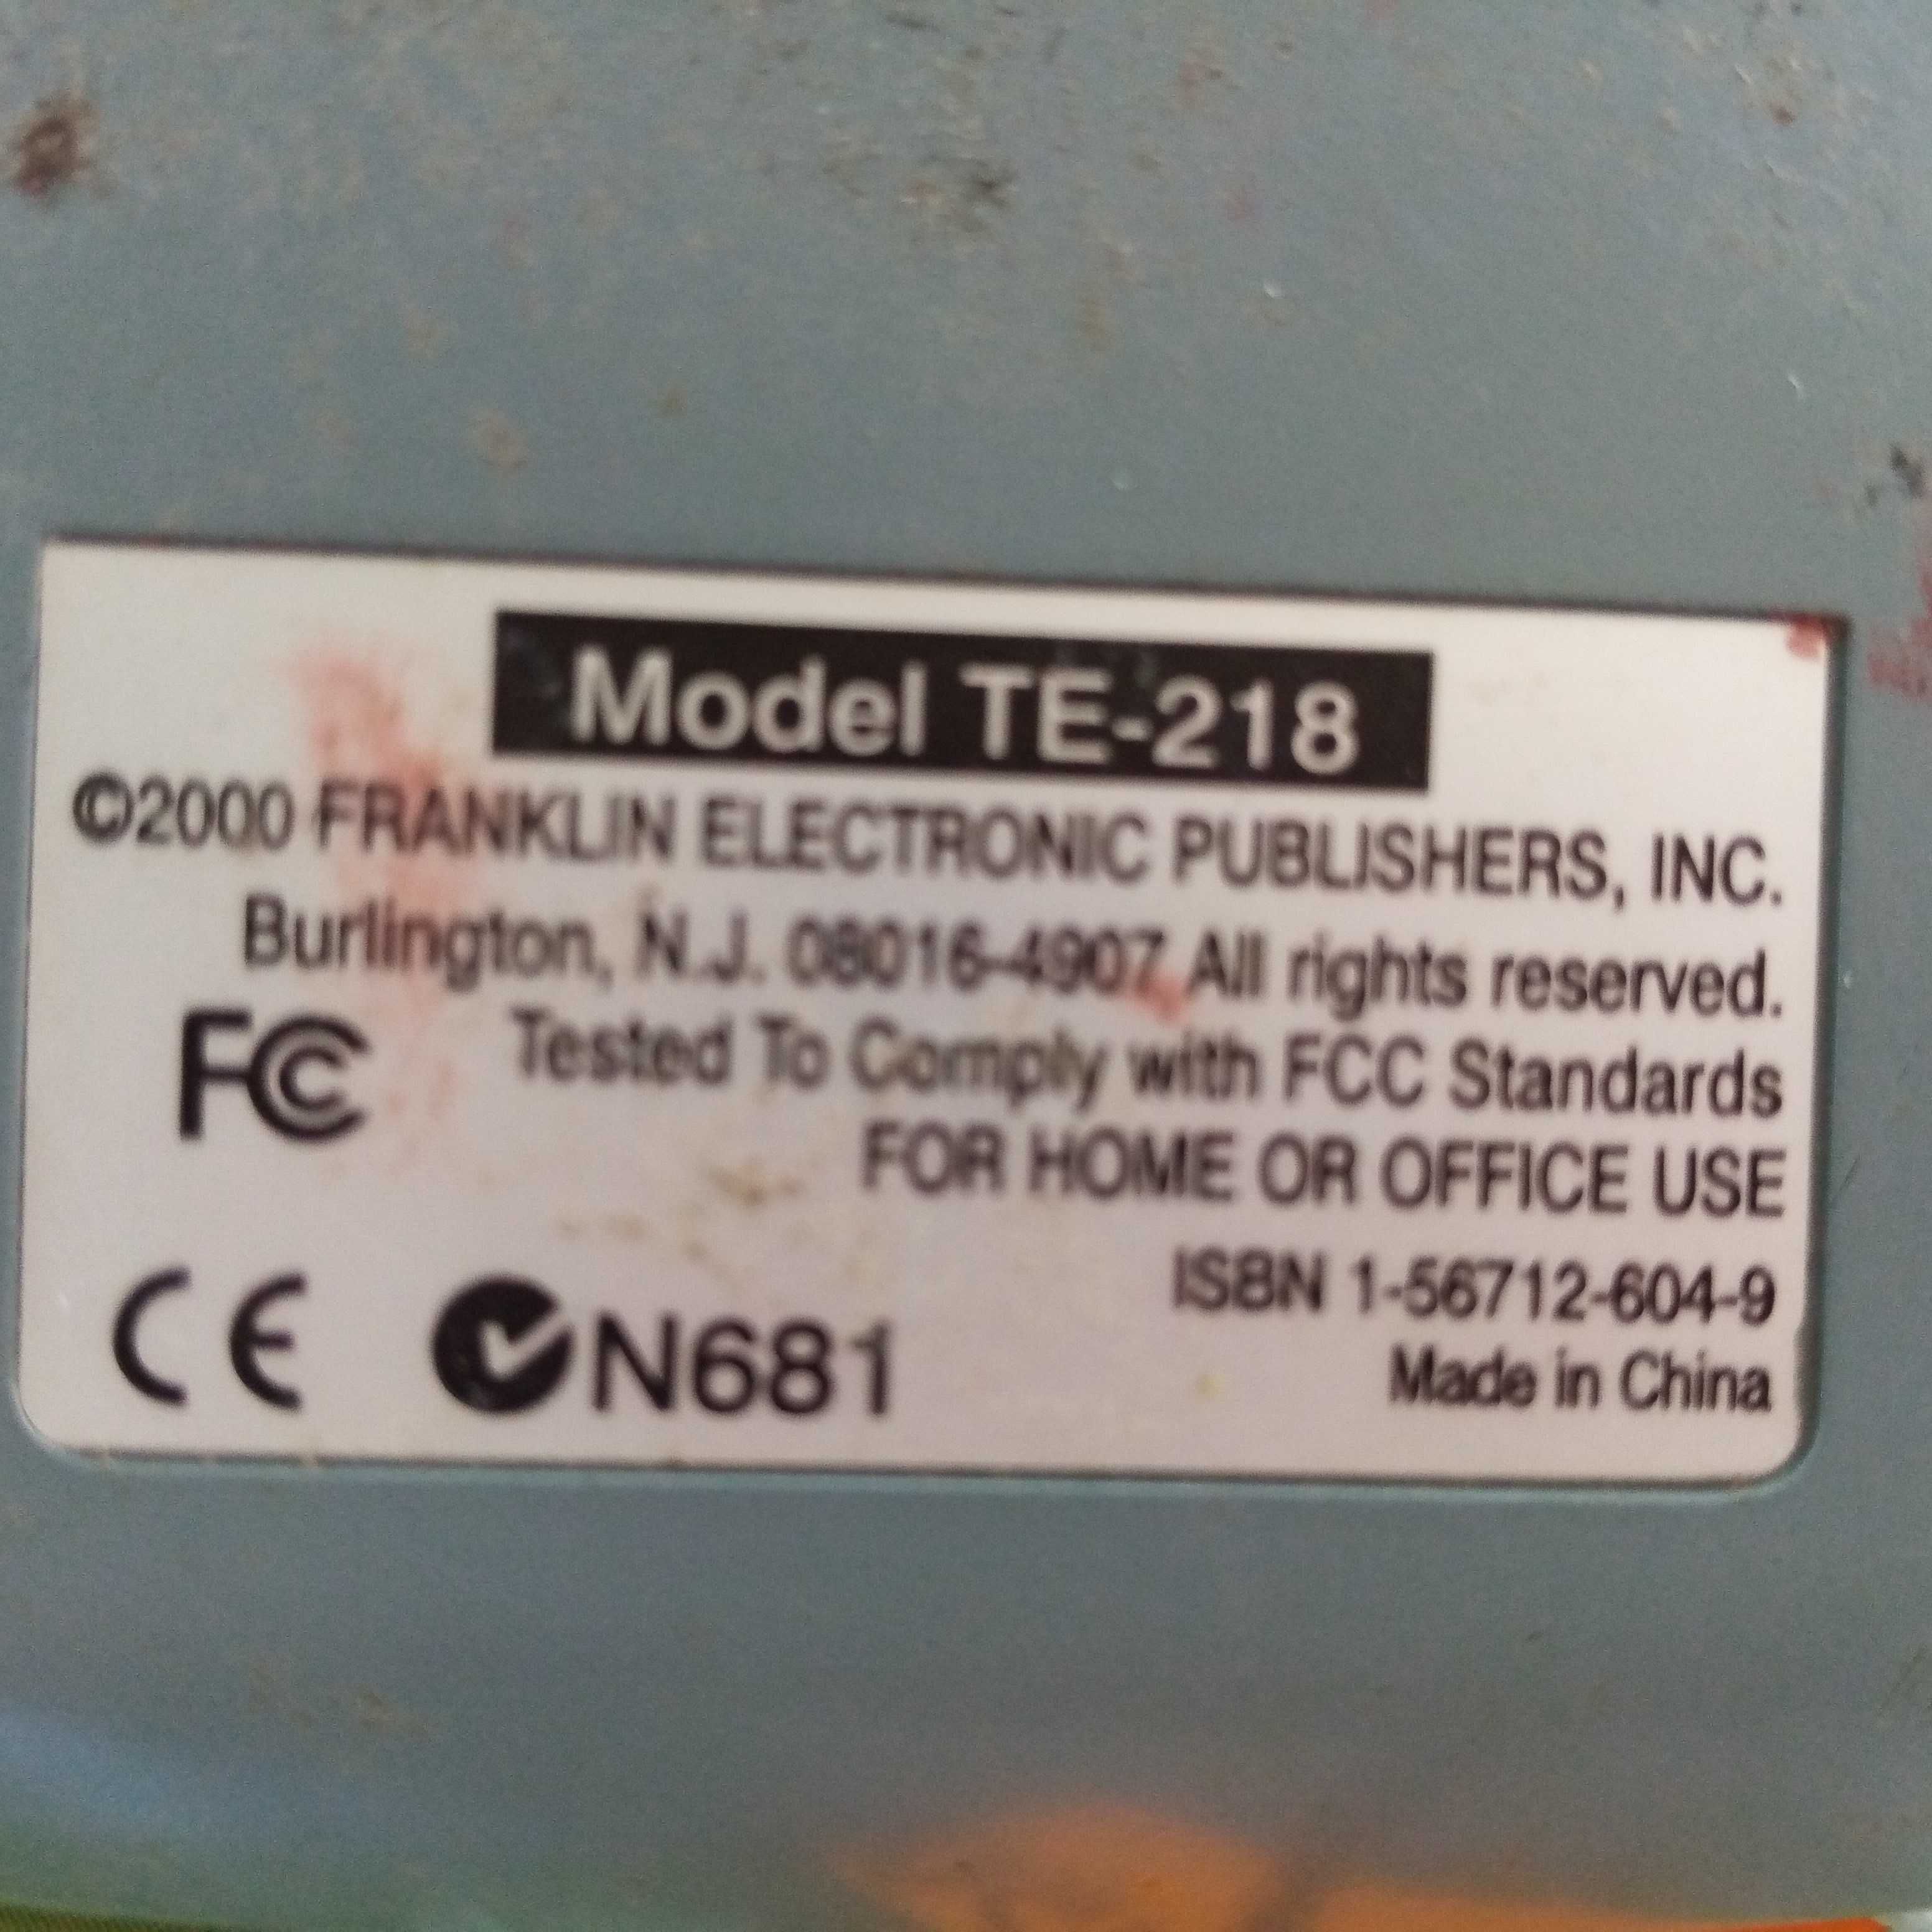 Model TE-218
©2000 FRANKLIN ELECTRONIC PUBLISHERS, INC.
Burlington, N.J. 08016-4907 All rights reserved.
FC Tested To Comply with FCC Standards
FOR HOME OR OFFICE USE
ISBN 1-56712-604-9
CE N681
Made in China